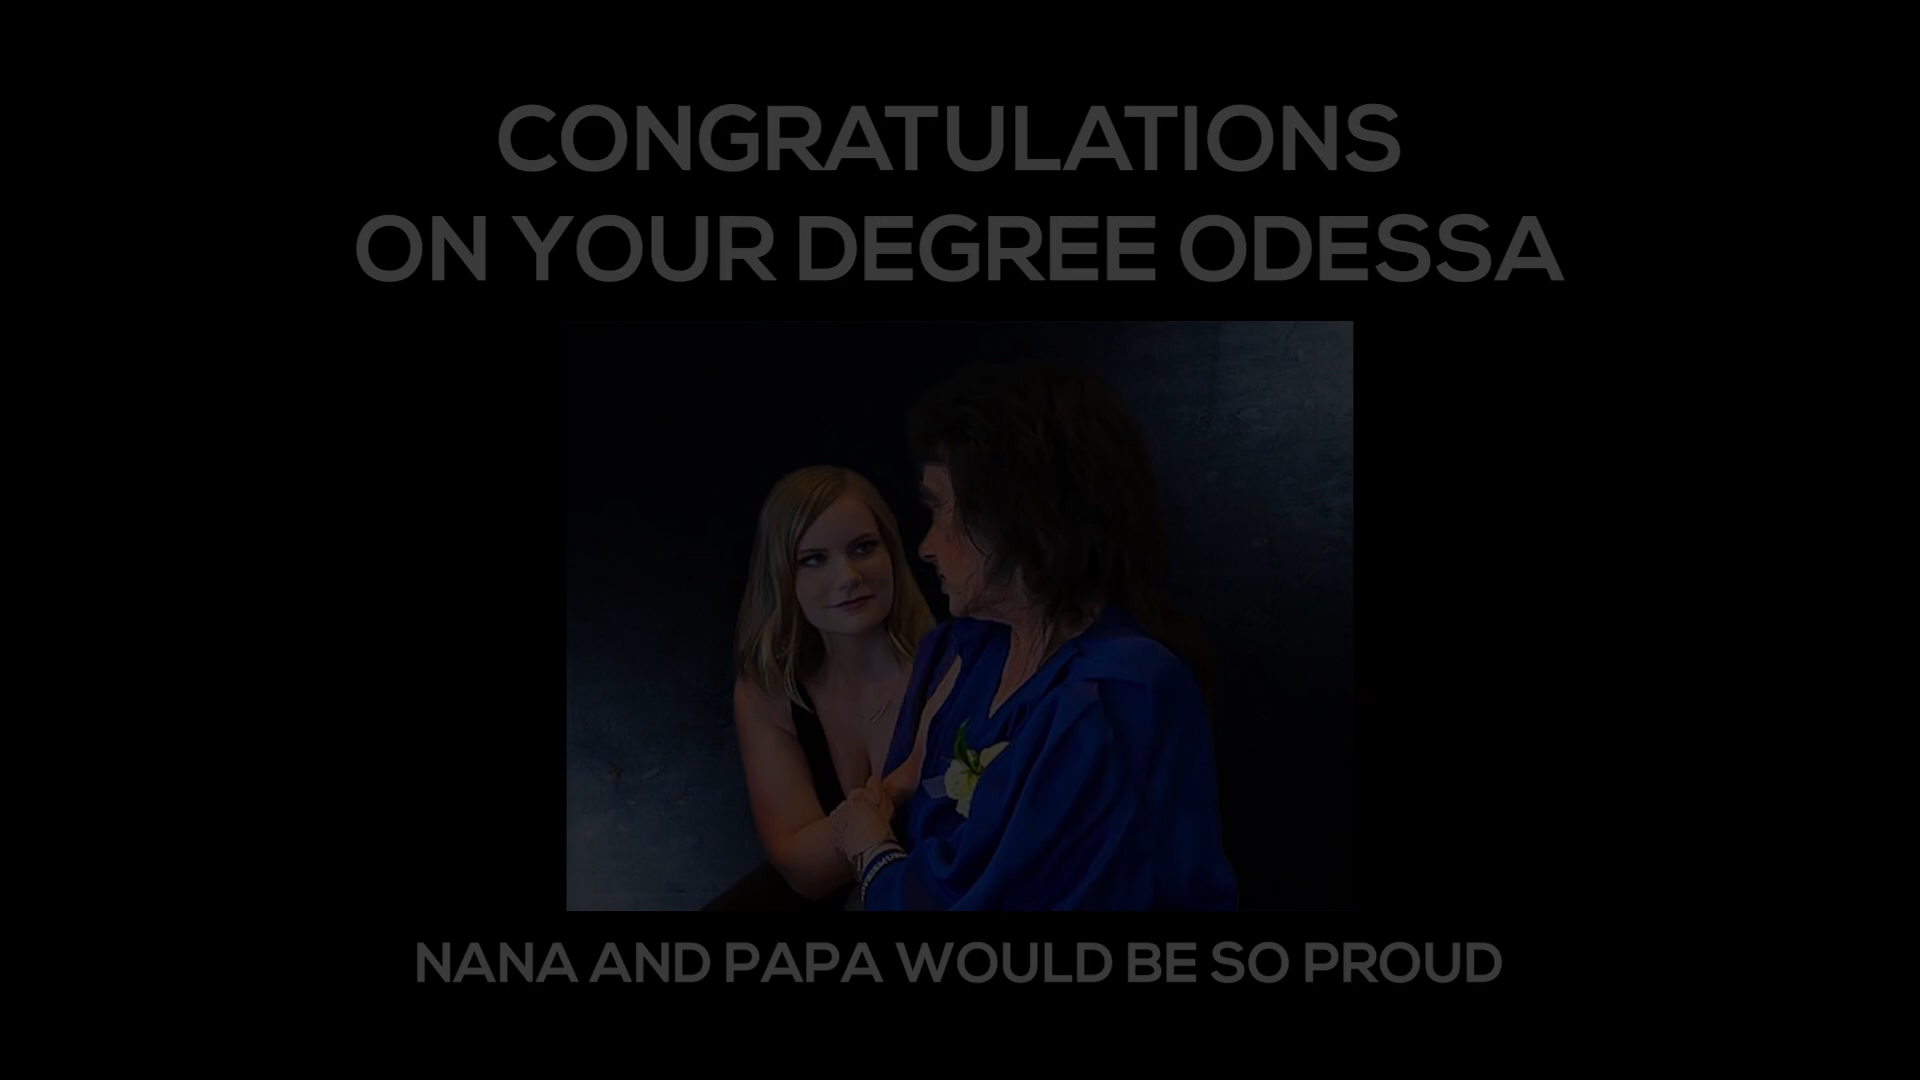 CONGRATULATIONS
ON YOUR DEGREE ODESSA
NANA AND PAPA WOULD BE SO PROUD